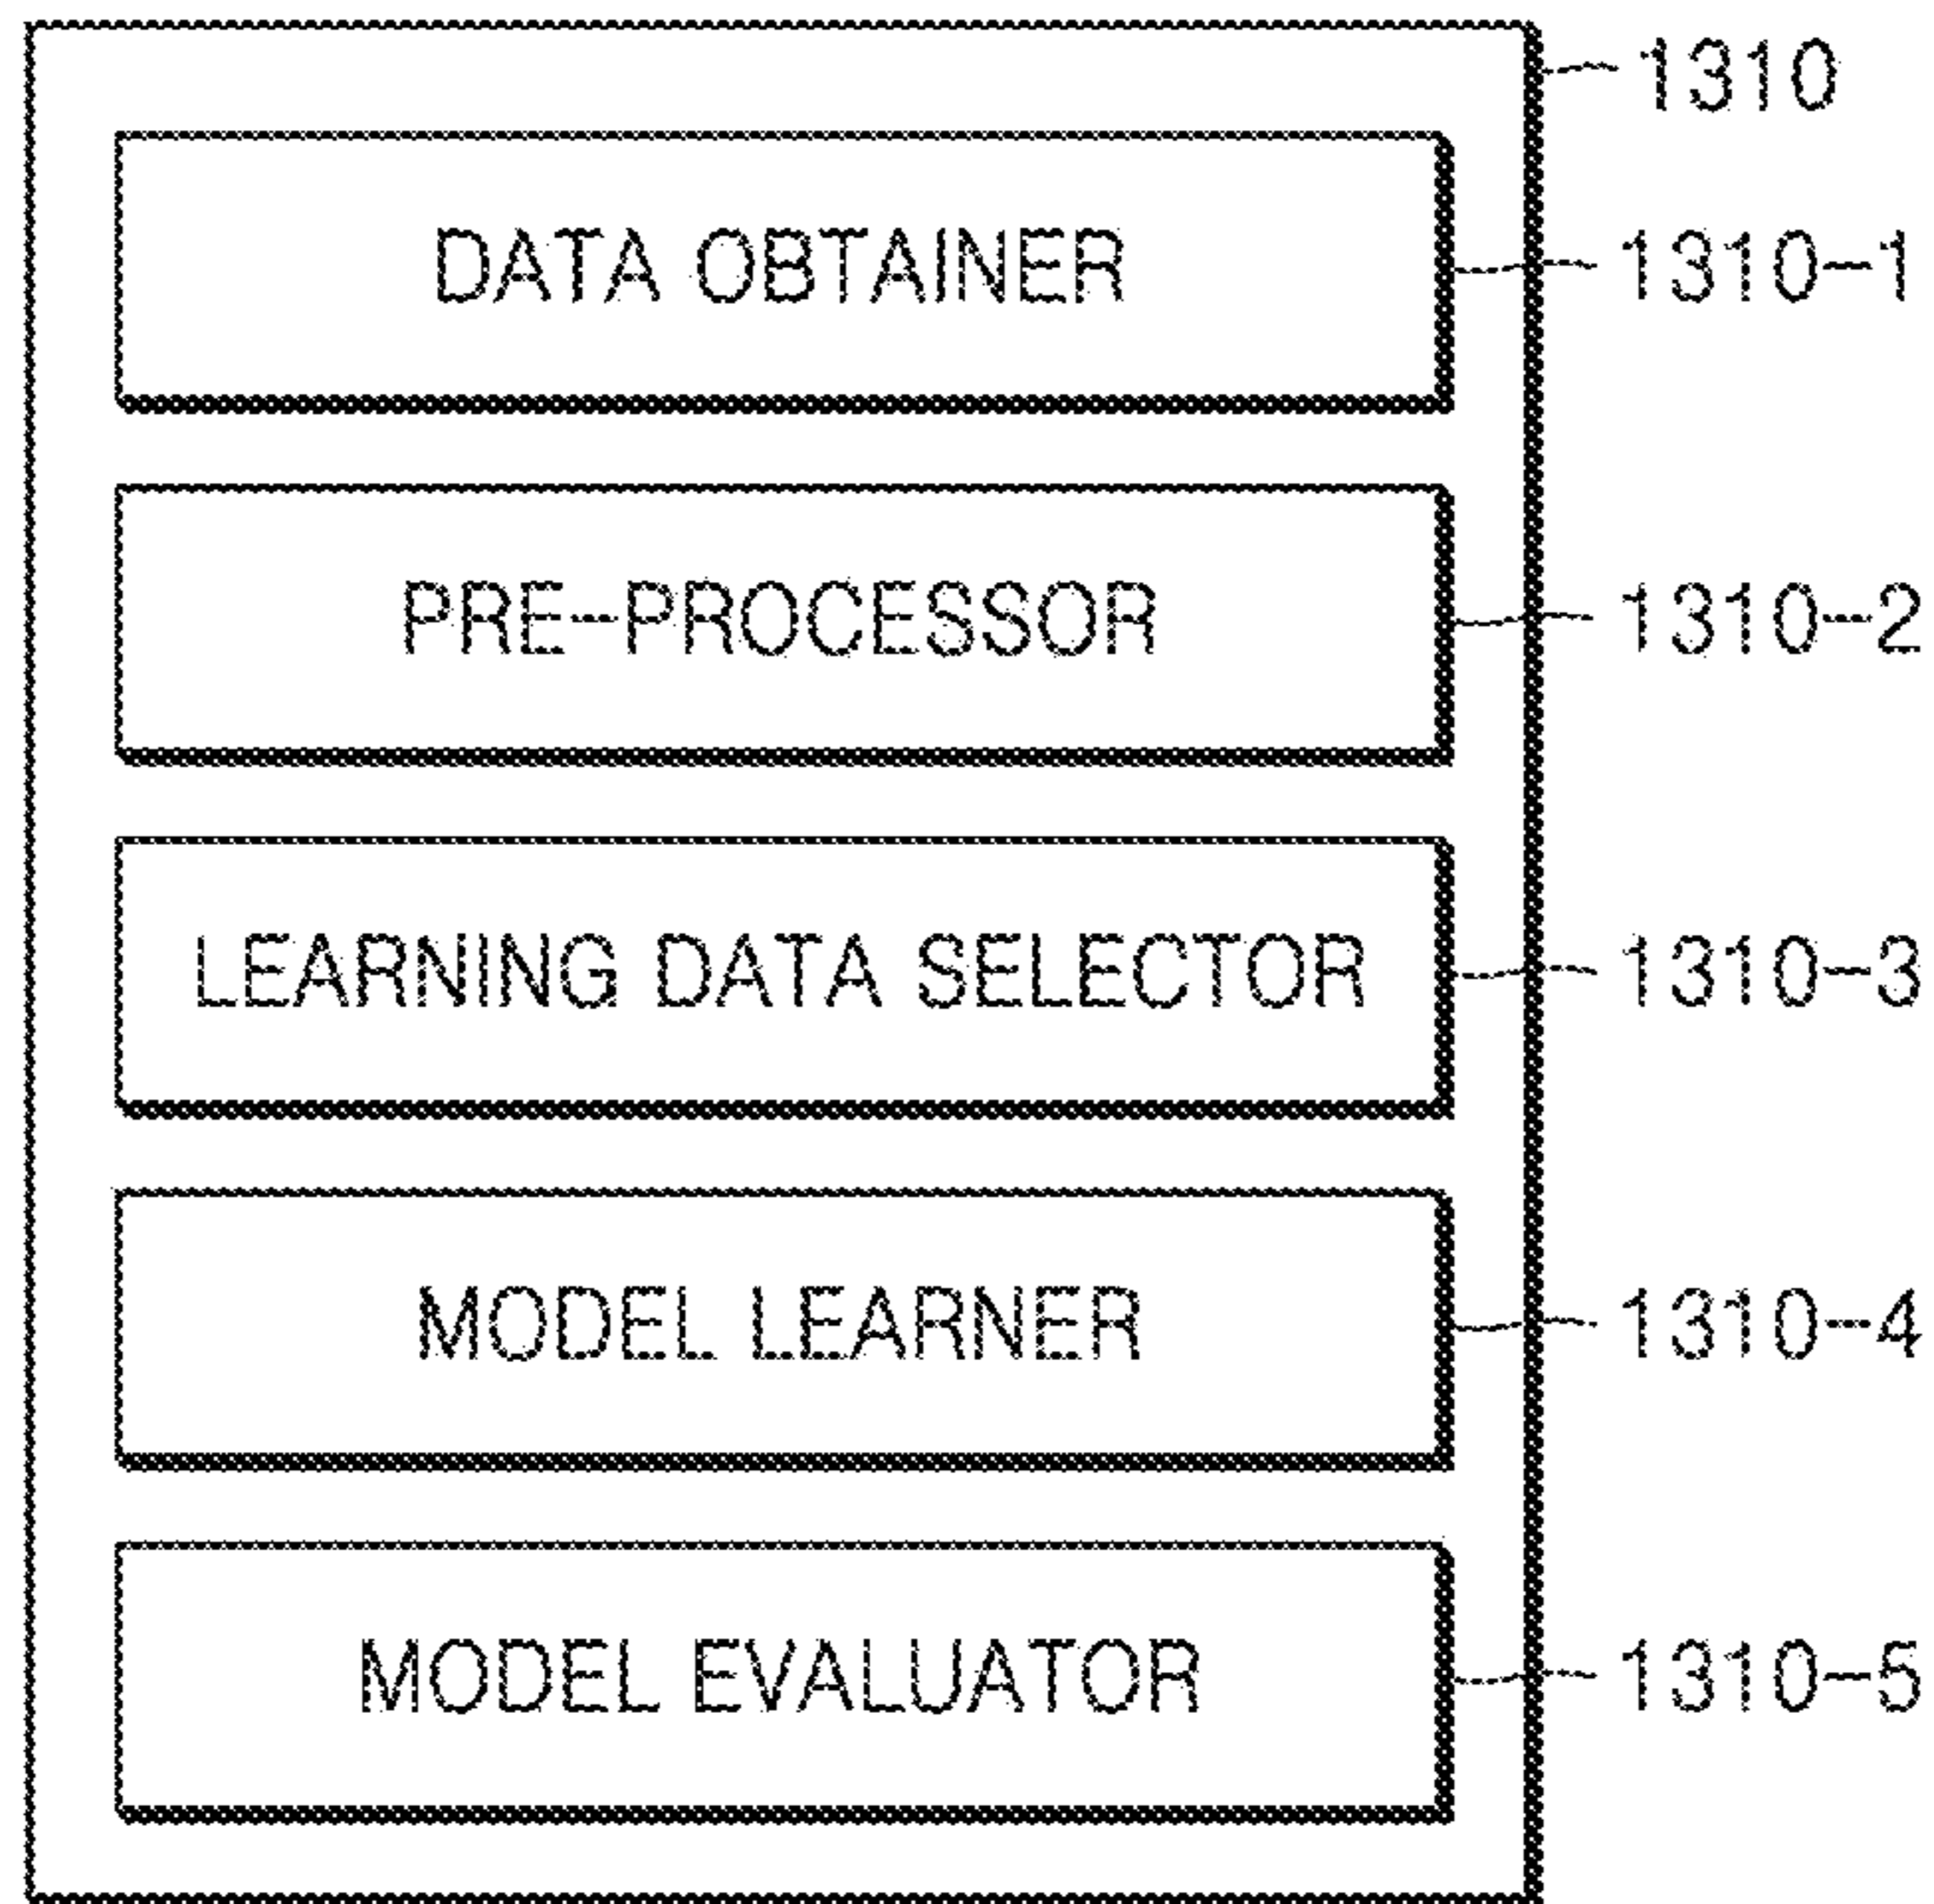 1310
DATA OBTAINER
1310-1
PRE-PROCESSOR
1310-2
LEARNING DATA SELECTOR
1310-3
MODEL LEARNER
1310-4
MODEL EVALUATOR
1310-5